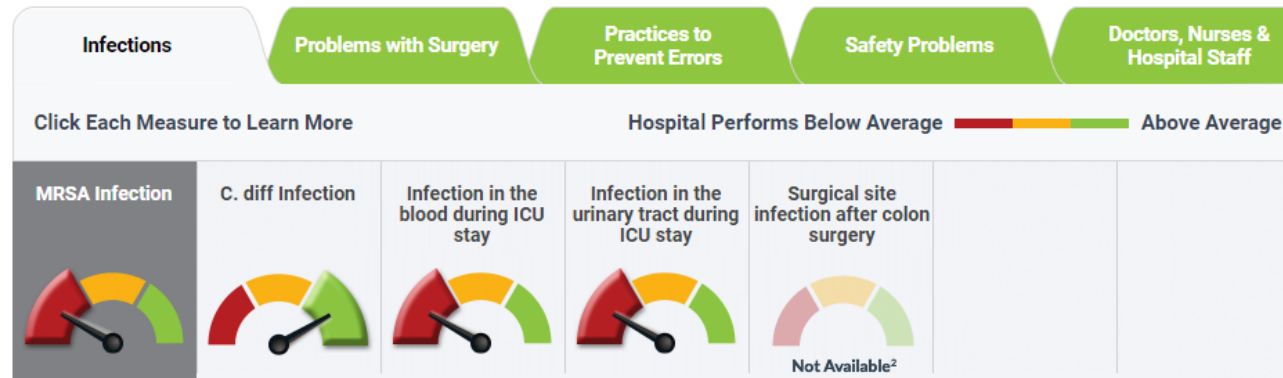 Infections
Problems with Surgery
Practices to
Prevent Errors
Safety Problems
Doctors, Nurses &
Hospital Staff
Click Each Measure to Learn More
Hospital Performs Below Average
Above Average
MRSA Infection
C. diff Infection
Infection in the
blood during ICU
stay
Infection in the
urinary tract during
ICU stay
Surgical site
infection after colon
surgery
Not Available²